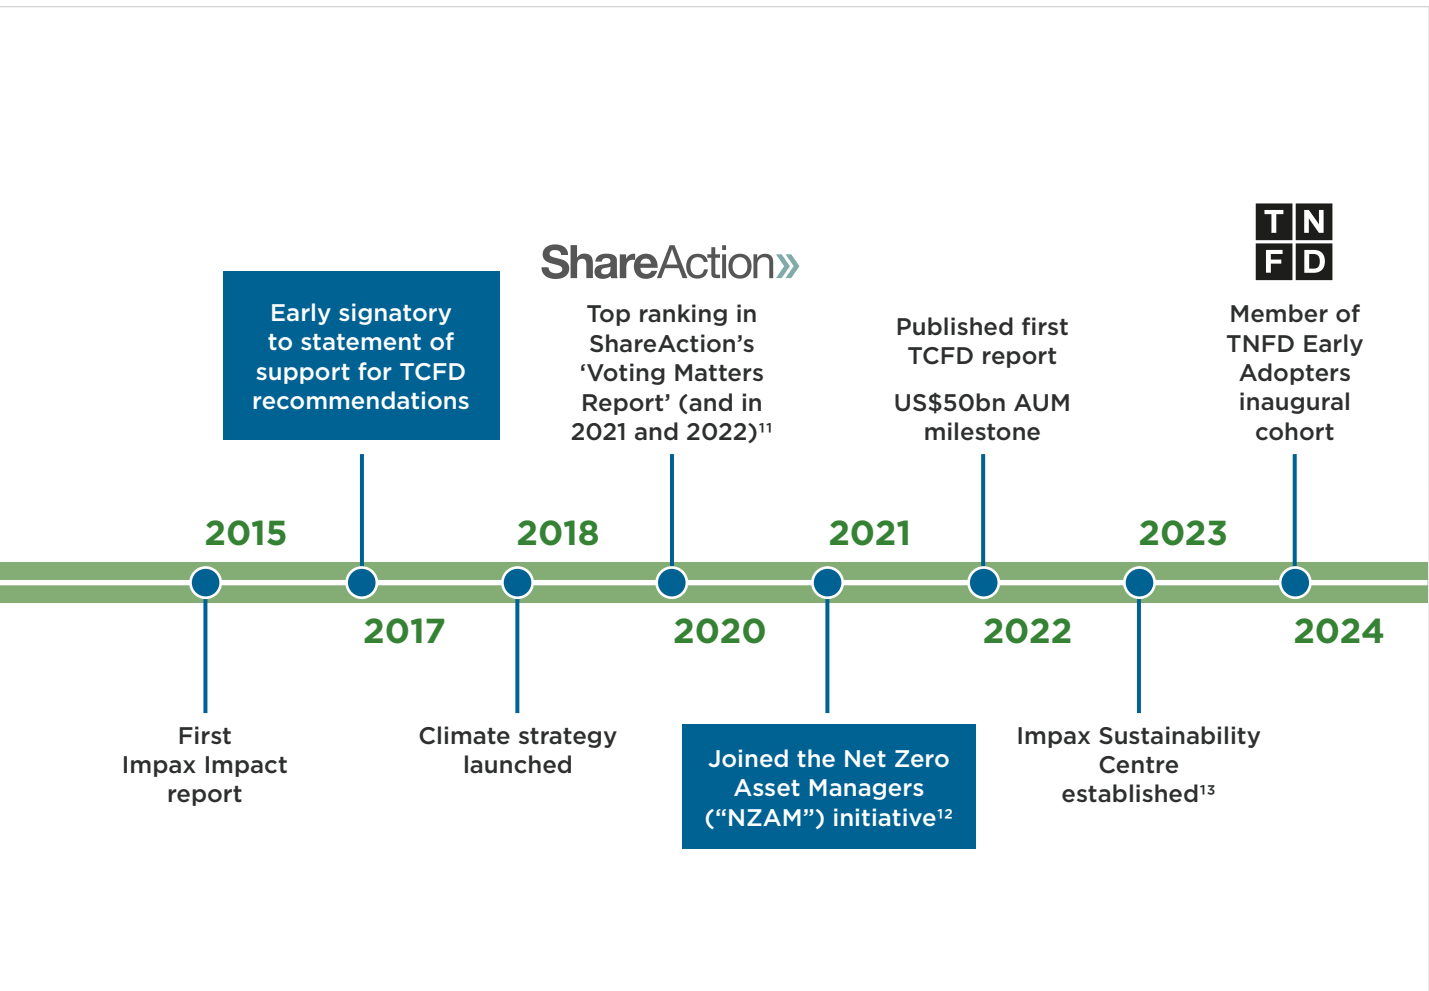 2015
First
Impax Impact
report
Early signatory
to statement of
support for TCFD
recommendations
2017
2018
Climate strategy
launched
ShareAction»
Top ranking in
ShareAction’s
‘Voting Matters
Report’ (and in
2021 and 2022)¹¹
2020
2021
Joined the Net Zero
Asset Managers
(“NZAM”) initiative¹²
Published first
TCFD report
US$50bn AUM
milestone
2022
2023
Impax Sustainability
Centre
established¹³
TN
FD
Member of
TNFD Early
Adopters
inaugural
cohort
2024